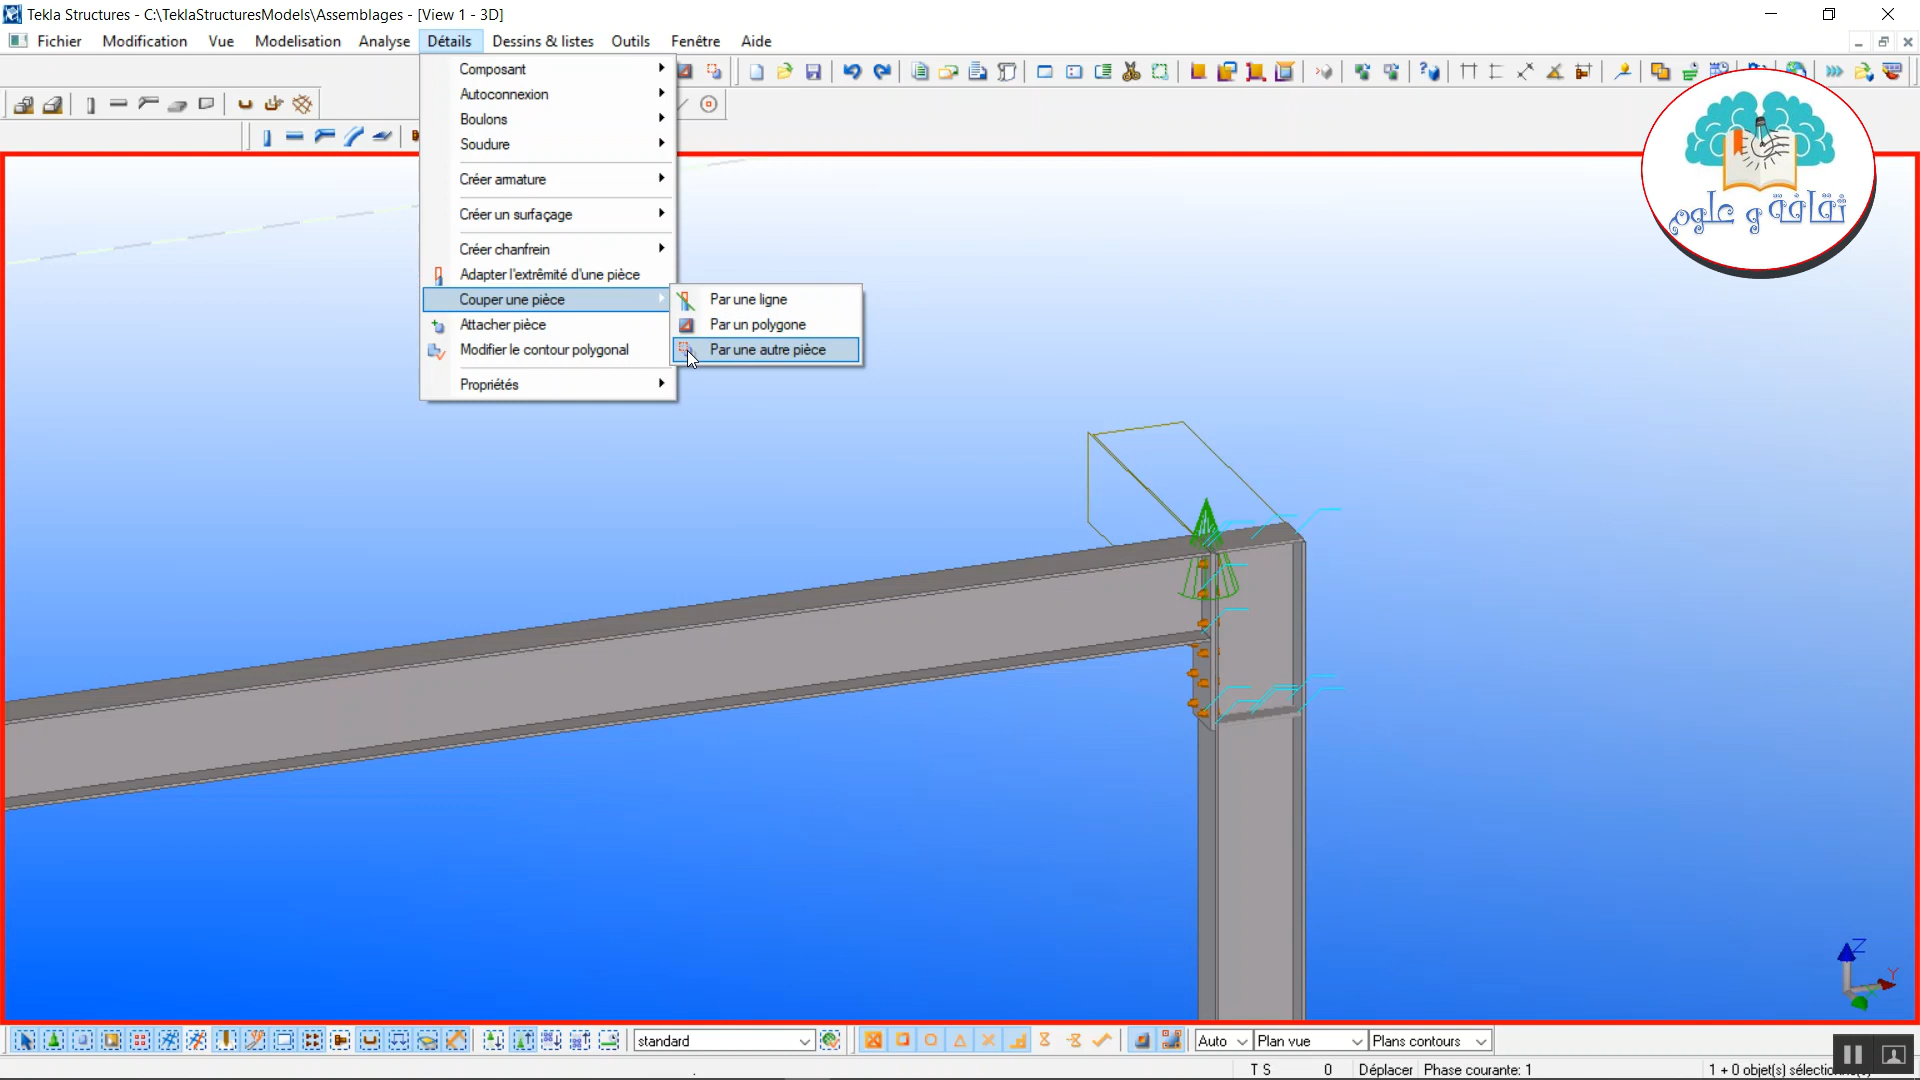 Tekla Structures - C:\TeklaStructuresModels\Assemblages - [View 1 - 3D]
Fichier Modification Vue Modelisation Analyse Détails Dessins & listes Outils Fenêtre Aide
Composant
Autoconnexion
Boulons
Soudure
Créer armature
Créer un surfaçage
Créer chanfrein
Adapter l'extrêmité d'une pièce
Couper une pièce
Attacher pièce
Modifier le contour polygonal
Propriétés
Par une ligne
Par un polygone
Par une autre pièce
ثقافة و علوم
Z
Y
standard
Auto
Plan vue
Plans contours
T S 0 Déplacer Phase courante: 1
1 + 0 objet(s)